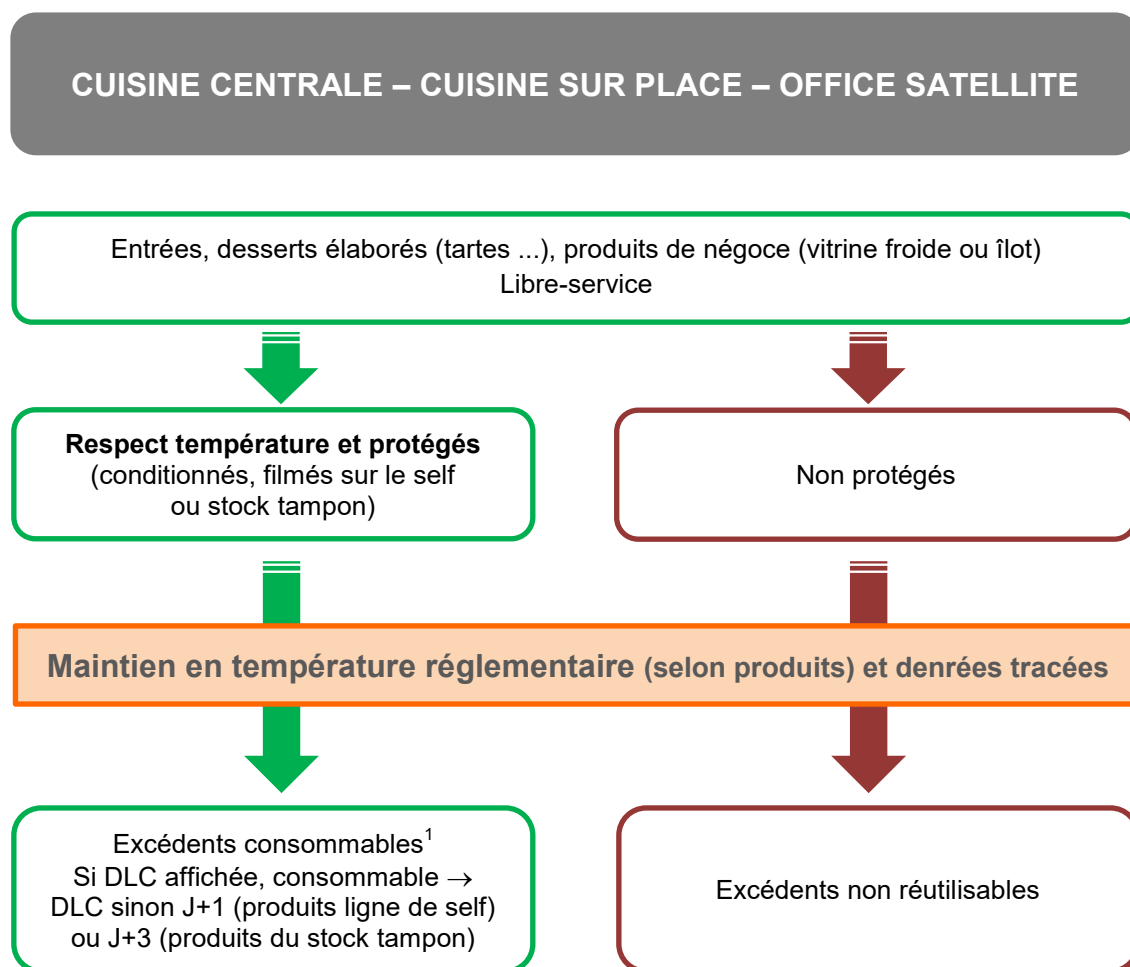 CUISINE CENTRALE – CUISINE SUR PLACE – OFFICE SATELLITE
Entrées, desserts élaborés (tartes ...), produits de négoce (vitrine froide ou îlot)
Libre-service
Respect température et protégés
(conditionnés, filmés sur le self
ou stock tampon)
Non protégés
Maintien en température réglementaire (selon produits) et denrées tracées
Excédents consommables¹
Si DLC affichée, consommable →
DLC sinon J+1 (produits ligne de self)
ou J+3 (produits du stock tampon)
Excédents non réutilisables